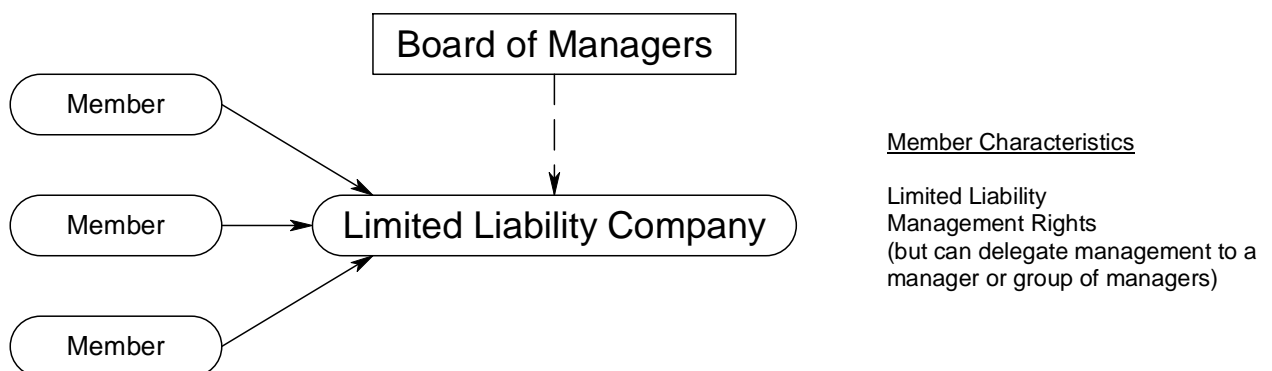 Board of Managers
Member
Member
Limited Liability Company
Member
Member Characteristics
Limited Liability
Management Rights
(but can delegate management to a
manager or group of managers)